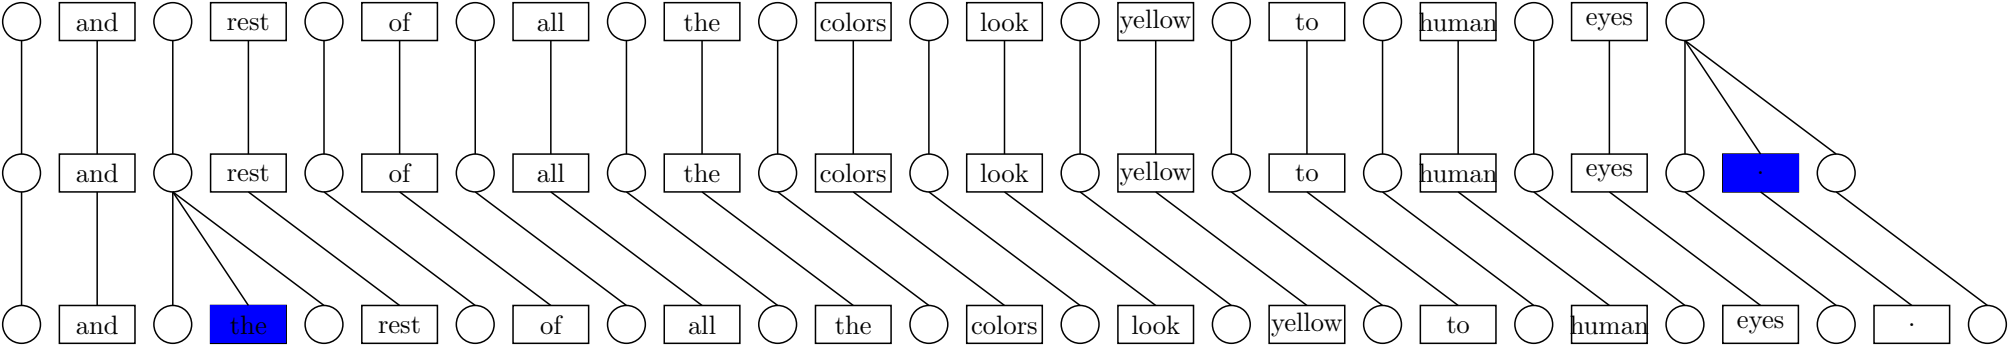 and rest of all the colors look yellow to human eyes
and rest of all the colors look yellow to human eyes .
and the rest of all the colors look yellow to human eyes .